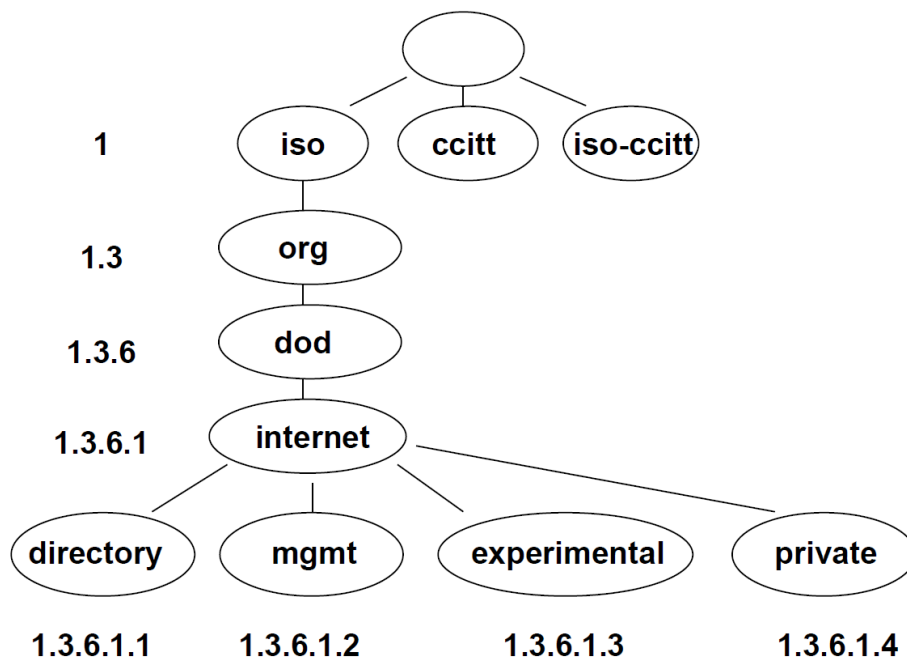 1 iso ccitt iso-ccitt
1.3 org
1.3.6 dod
1.3.6.1 internet
directory mgmt experimental private
1.3.6.1.1 1.3.6.1.2 1.3.6.1.3 1.3.6.1.4